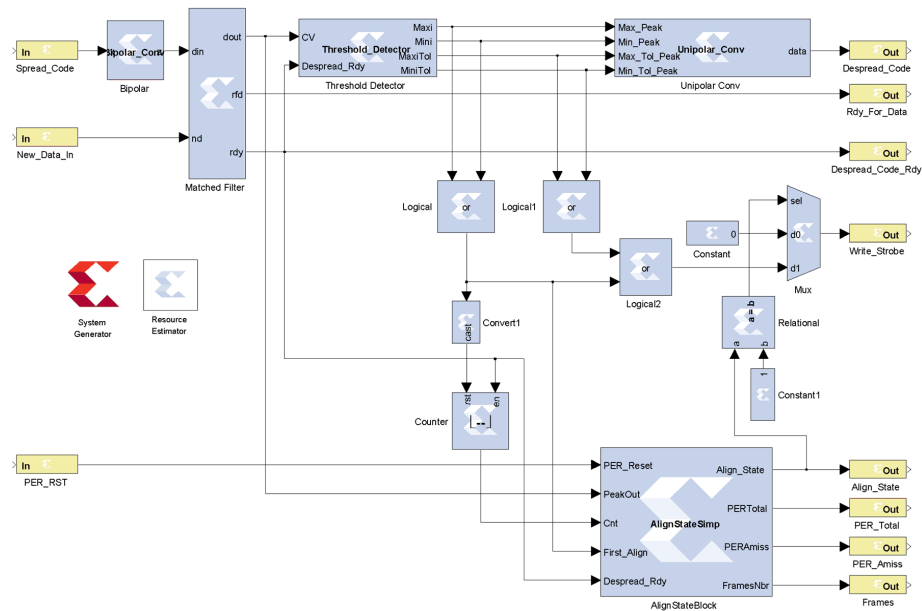 In
Spread_Code
Bipolar_Conv
Bipolar
din
dout
rfd
nd
rdy
Matched Filter
CV
Threshold_Detector
Despread_Rdy
Maxi
Mini
MaxiTol
MiniTol
Threshold Detector
Max_Peak
Min_Peak
Max_Tol_Peak
Min_Tol_Peak
Unipolar_Conv
data
Unipolar Conv
Out
Despread_Code
Out
Rdy_For_Data
Out
Despread_Code_Rdy
In
New_Data_In
Logical
or
Logical1
or
or
Logical2
0
Constant
sel
d0
d1
Mux
Out
Write_Strobe
System
Generator
Resource
Estimator
cast
Convert1
a = b
a
b
Relational
1
Constant1
rst
en
Counter
In
PER_RST
PER_Reset
PeakOut
Cnt
First_Align
Despread_Rdy
AlignStateSimp
Align_State
PERTotal
PERAmiss
FramesNbr
AlignStateBlock
Out
Align_State
Out
PER_Total
Out
PER_Amiss
Out
Frames